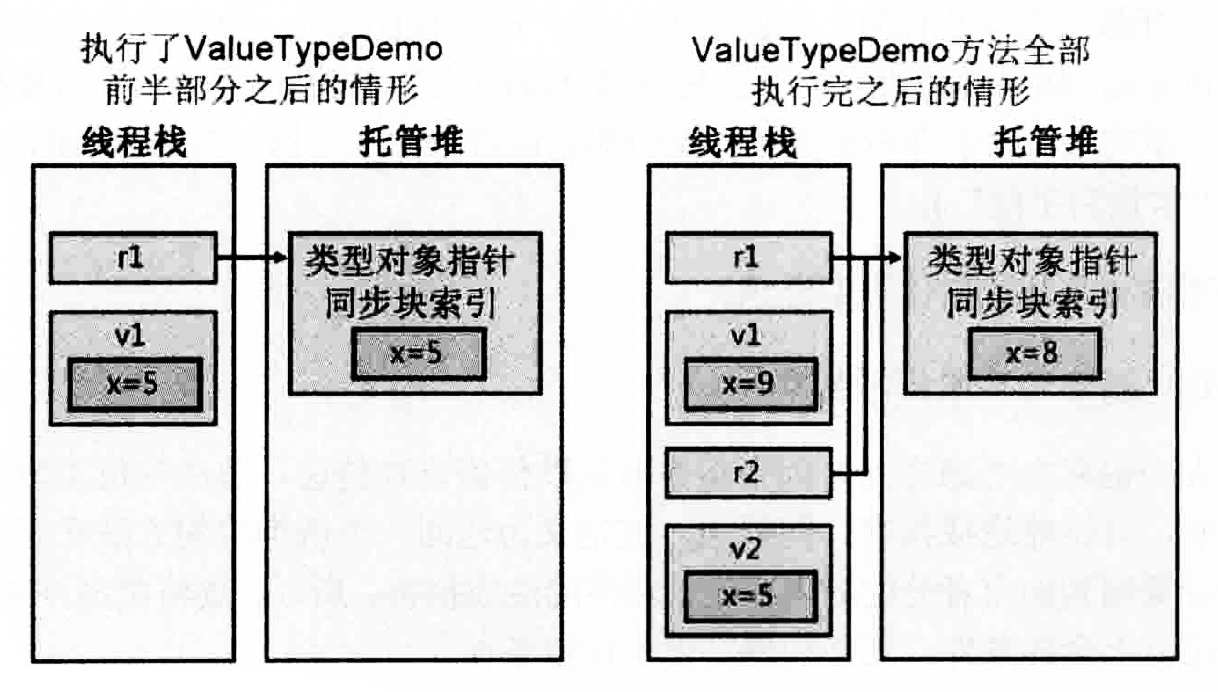 执行了ValueTypeDemo
前半部分之后的情形
线程栈
托管堆
r1
类型对象指针
同步块索引
x=5
v1
x=5
ValueTypeDemo方法全部
执行完之后的情形
线程栈
托管堆
r1
类型对象指针
同步块索引
x=8
v1
x=9
r2
v2
x=5